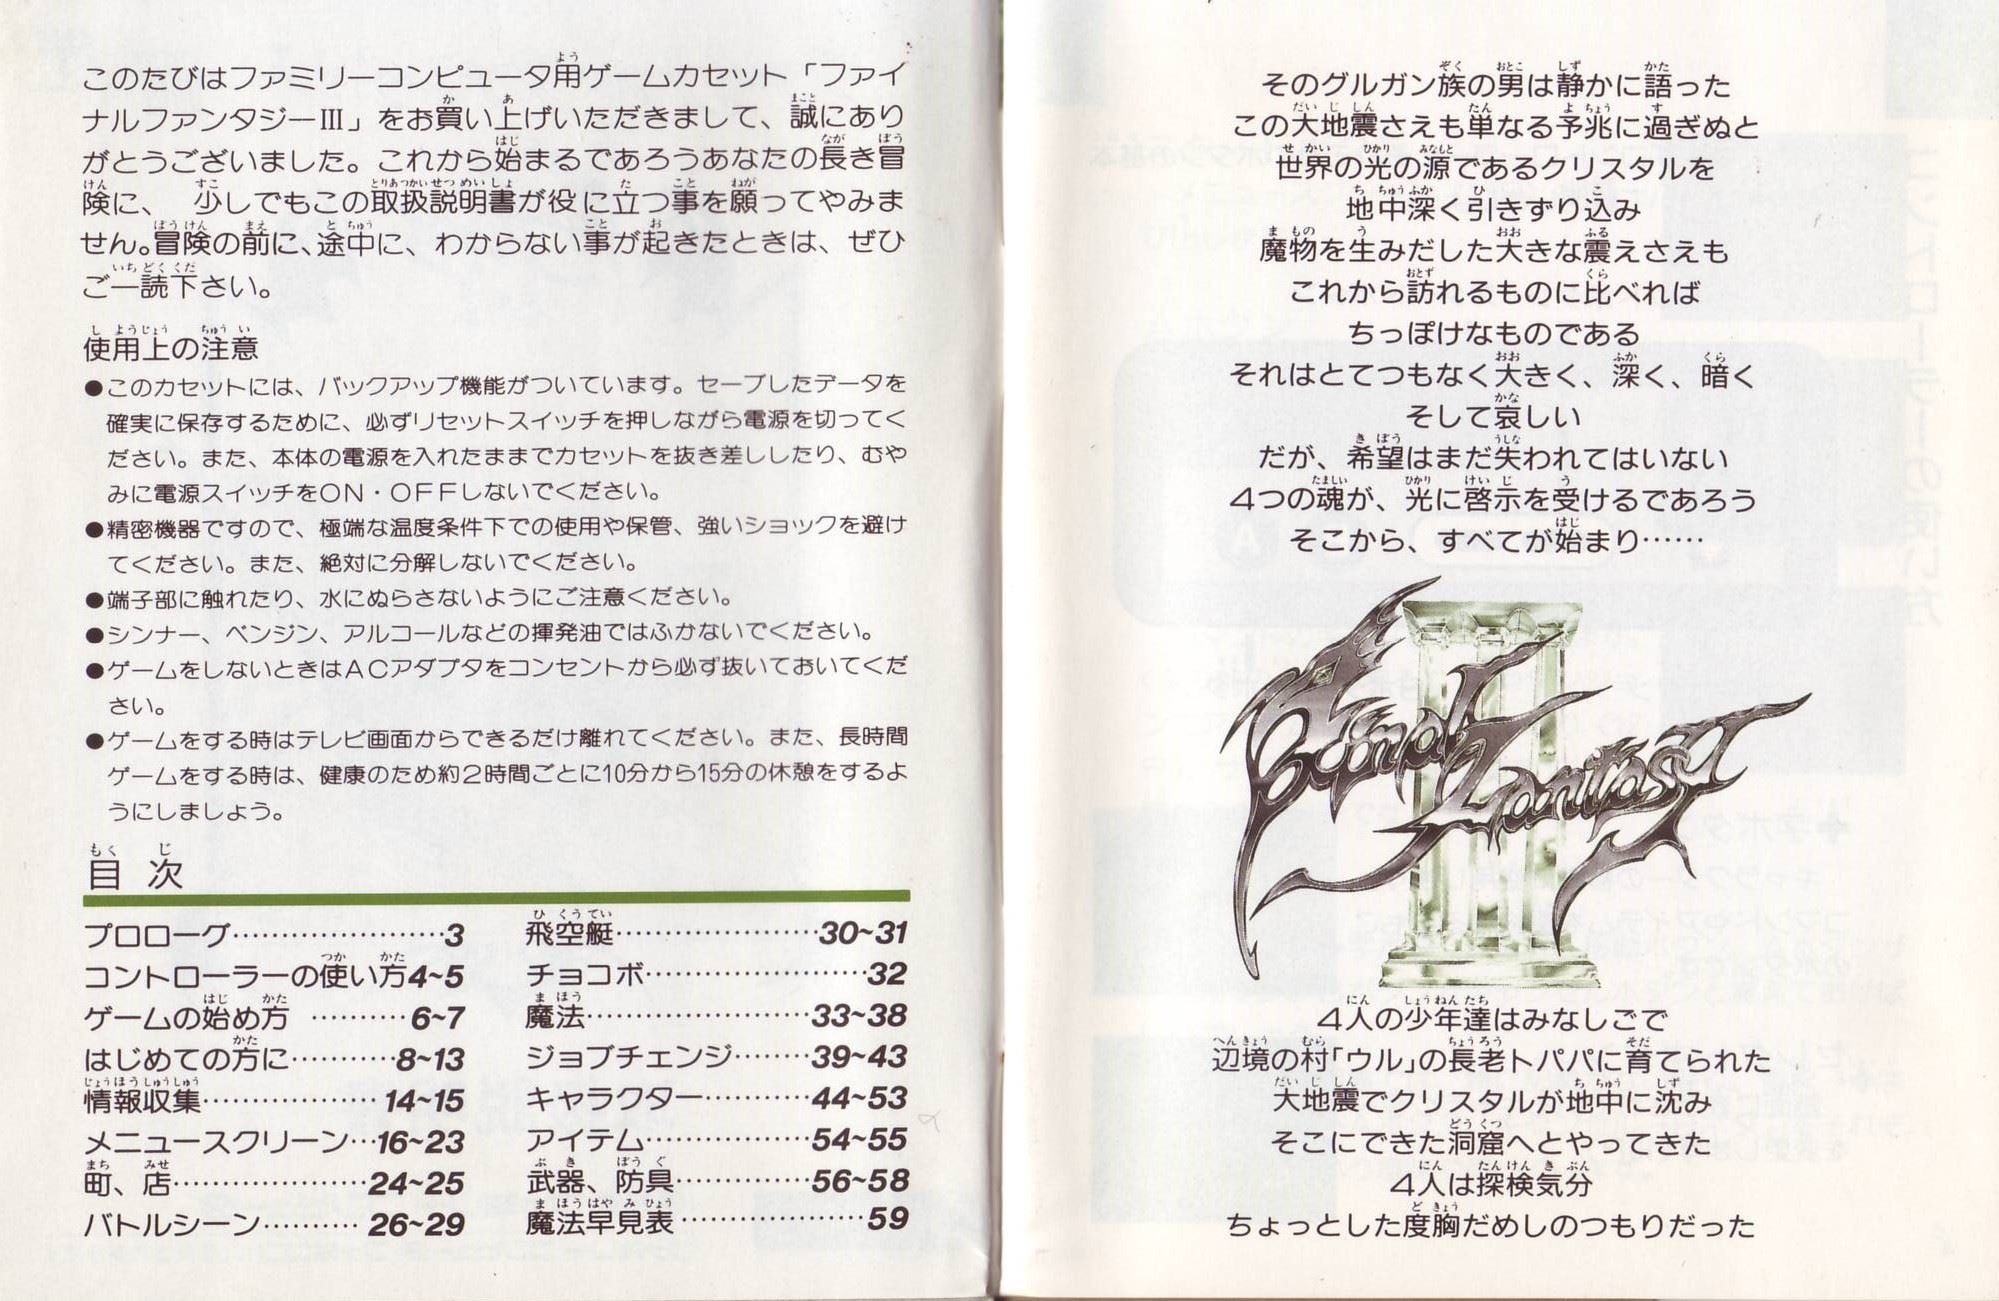 このたびはファミリーコンピュータ用ゲームカセット「ファイ
ナルファンタジーIII」をお買い上げいただきまして、誠にあり
がとうございました。これから始まるであろうあなたの長き冒
険に、少しでもこの取扱説明書が役に立つ事を願ってやみま
せん。冒険の前に、途中に、わからない事が起きたときは、ぜひ
ご一読下さい。
使用上の注意
●このカセットには、バックアップ機能がついています。セーブしたデータを
確実に保存するために、必ずリセットスイッチを押しながら電源を切ってく
ださい。また、本体の電源を入れたままでカセットを抜き差ししたり、むや
みに電源スイッチをON・OFFしないでください。
●精密機器ですので、極端な温度条件下での使用や保管、強いショックを避け
てください。また、絶対に分解しないでください。
●端子部に触れたり、水にぬらさないようにご注意ください。
●シンナー、ベンジン、アルコールなどの揮発油ではふかないでください。
●ゲームをしないときはACアダプタをコンセントから必ず抜いておいてくだ
さい。
●ゲームをする時はテレビ画面からできるだけ離れてください。また、長時間
ゲームをする時は、健康のため約2時間ごとに10分から15分の休憩をするよ
うにしましょう。
目次
プロローグ……………………3
コントローラーの使い方4~5
ゲームの始め方 ………… 6~7
はじめての方に…………8~13
情報収集………………… 14~15
メニュースクリーン…16~23
町、店…………………24~25
バトルシーン………… 26~29
飛空艇……………………30~31
チョコボ……………………32
魔法……………………33~38
ジョブチェンジ………39~43
キャラクター…………44~53
アイテム………………54~55
武器、防具……………56~58
魔法早見表 …………………59
そのグルガン族の男は静かに語った
この大地震さえも単なる予兆に過ぎぬと
世界の光の源であるクリスタルを
地中深く引きずり込み
魔物を生みだした大きな震えさえも
これから訪れるものに比べれば
ちっぽけなものである
それはとてつもなく大きく、深く、暗く
そして哀しい
だが、希望はまだ失われてはいない
4つの魂が、光に啓示を受けるであろう
そこから、すべてが始まり……
Final
Fantasy
4人の少年達はみなしごで
辺境の村「ウル」の長老トパパに育てられた
大地震でクリスタルが地中に沈み
そこにできた洞窟へとやってきた
4人は探検気分
ちょっとした度胸だめしのつもりだった